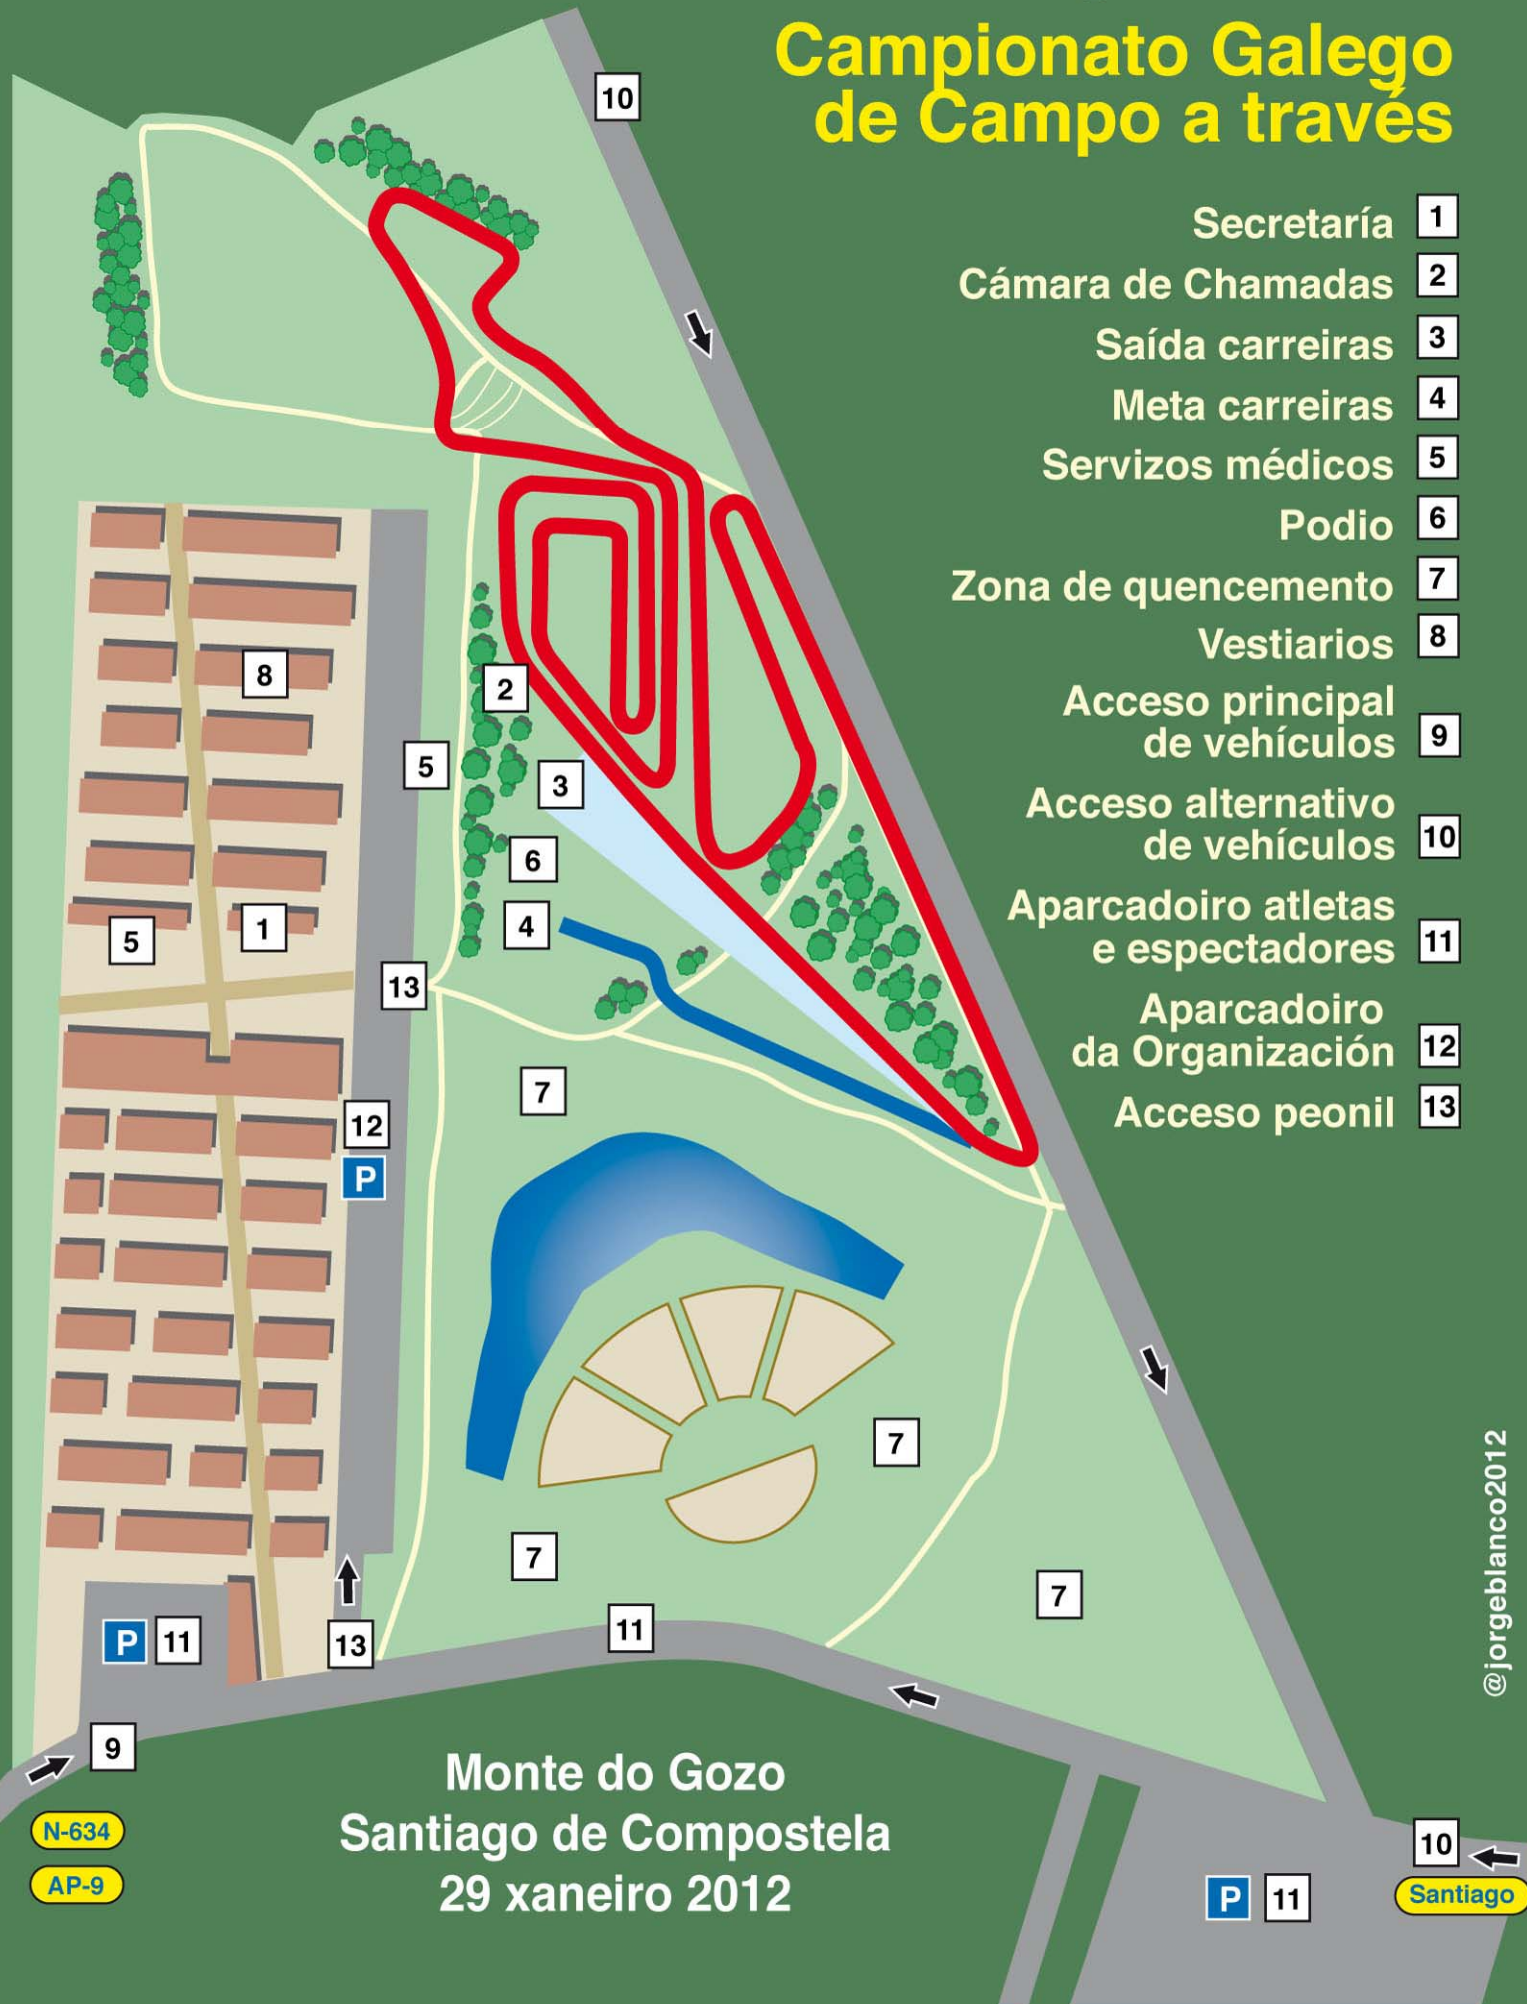 Campionato Galego
de Campo a través
Secretaría 1
Cámara de Chamadas 2
Saída carreiras 3
Meta carreiras 4
Servizos médicos 5
Podio 6
Zona de quencemento 7
Vestiarios 8
Acceso principal
de vehículos 9
Acceso alternativo
de vehículos 10
Aparcadoiro atletas
e espectadores 11
Aparcadoiro
da Organización 12
Acceso peonil 13
10
8
2
5
3
6
4
5
1
13
7
12
P
7
7
7
11
P 11
13
9
N-634
AP-9
Monte do Gozo
Santiago de Compostela
29 xaneiro 2012
10
Santiago
P 11
@jorgeblanco2012